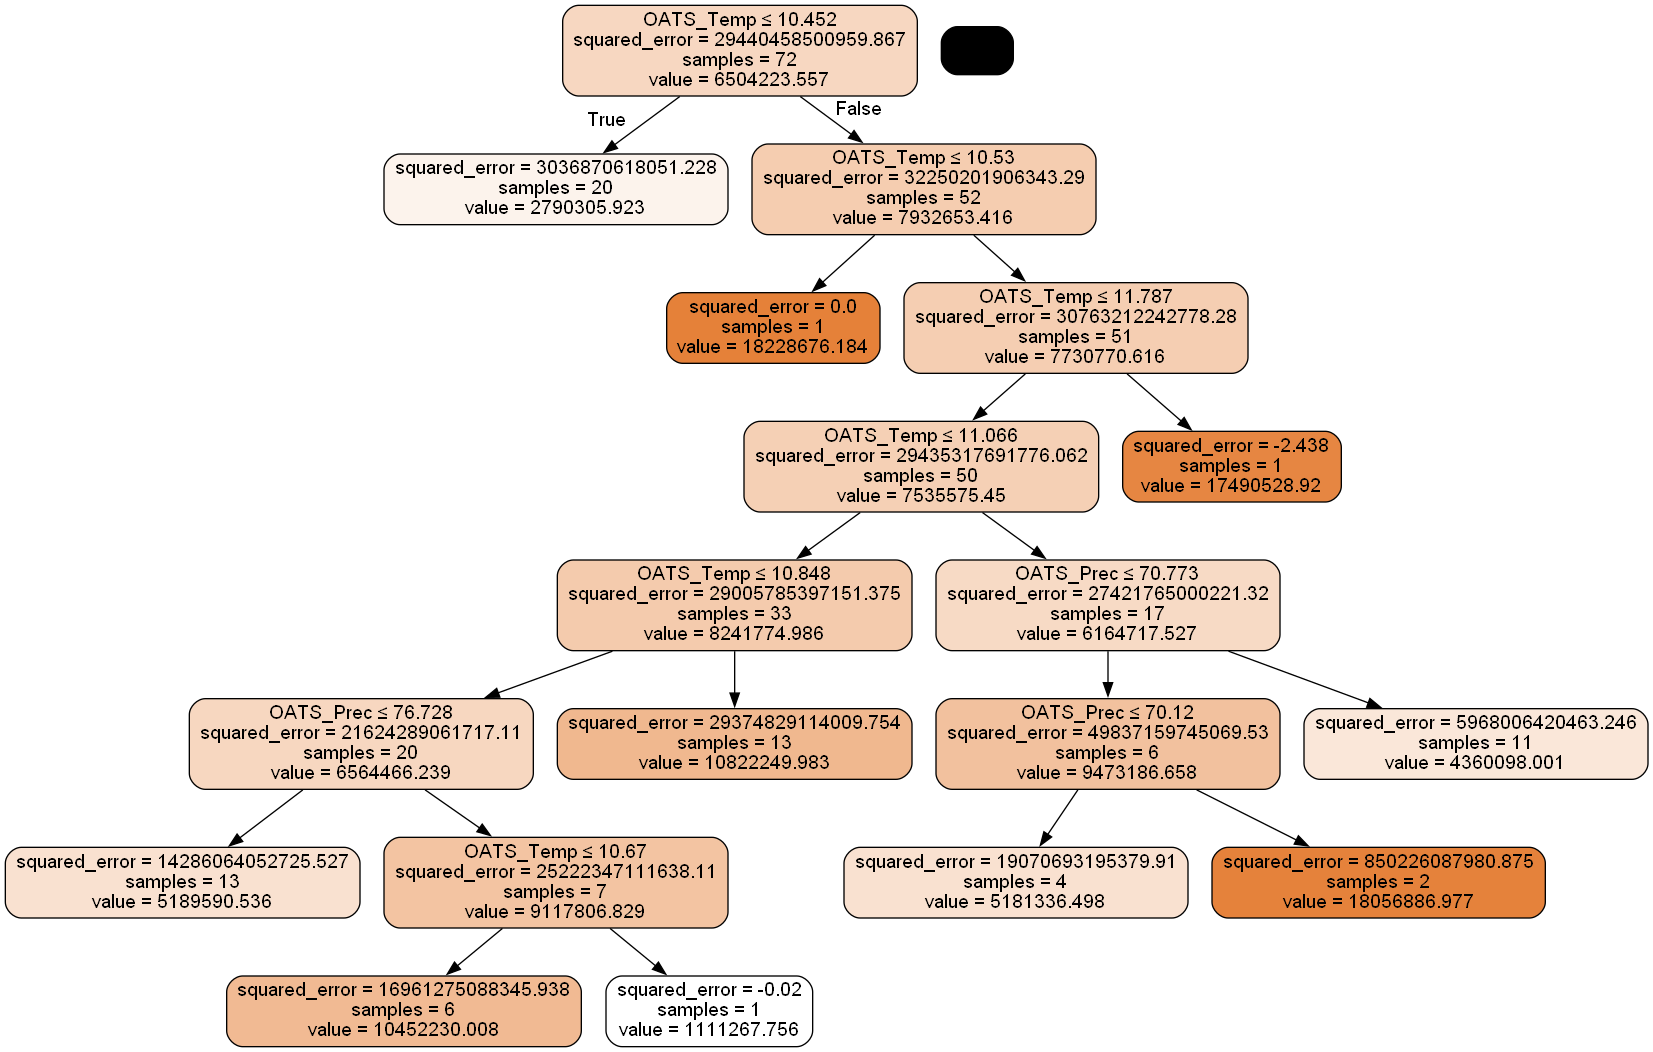 OATS_Temp ≤ 10.452
squared_error = 29440458500959.867
samples = 72
value = 6504223.557
True
False
squared_error = 3036870618051.228
samples = 20
value = 2790305.923
OATS_Temp ≤ 10.53
squared_error = 32250201906343.29
samples = 52
value = 7932653.416
squared_error = 0.0
samples = 1
value = 18228676.184
OATS_Temp ≤ 11.787
squared_error = 30763212242778.28
samples = 51
value = 7730770.616
OATS_Temp ≤ 11.066
squared_error = 29435317691776.062
samples = 50
value = 7535575.45
squared_error = -2.438
samples = 1
value = 17490528.92
OATS_Temp ≤ 10.848
squared_error = 29005785397151.375
samples = 33
value = 8241774.986
OATS_Prec ≤ 70.773
squared_error = 27421765000221.32
samples = 17
value = 6164717.527
OATS_Prec ≤ 76.728
squared_error = 21624289061717.11
samples = 20
value = 6564466.239
squared_error = 29374829114009.754
samples = 13
value = 10822249.983
OATS_Prec ≤ 70.12
squared_error = 49837159745069.53
samples = 6
value = 9473186.658
squared_error = 5968006420463.246
samples = 11
value = 4360098.001
squared_error = 14286064052725.527
samples = 13
value = 5189590.536
OATS_Temp ≤ 10.67
squared_error = 25222347111638.11
samples = 7
value = 9117806.829
squared_error = 19070693195379.91
samples = 4
value = 5181336.498
squared_error = 850226087980.875
samples = 2
value = 18056886.977
squared_error = 16961275088345.938
samples = 6
value = 10452230.008
squared_error = -0.02
samples = 1
value = 1111267.756